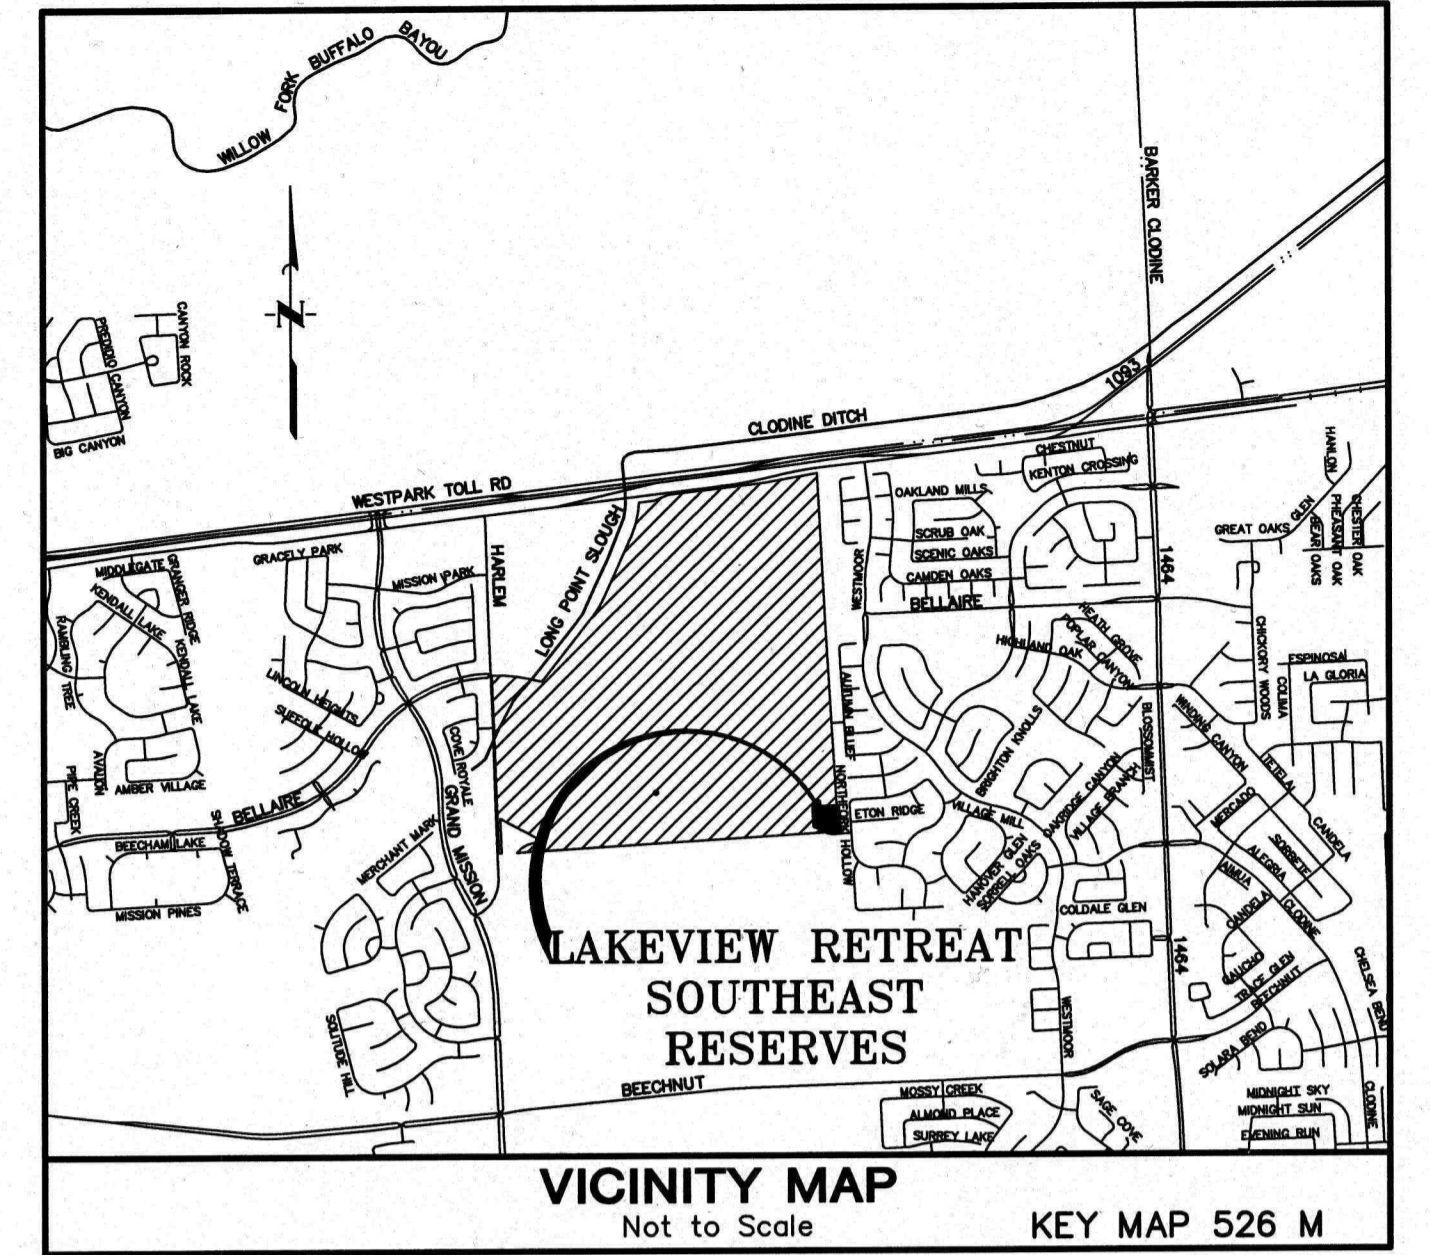 WILLOW FORK BUFFALO BAYOU
BARKER CLODINE
N
CANYON ROCK
PREDIDIO CANYON
BIG CANYON
1093
CLODINE DITCH
WESTPARK TOLL RD
CHESTNUT
KENTON CROSSING
HANLON
OAKLAND MILLS
SCRUB OAK
SCENIC OAKS
CAMDEN OAKS
GREAT OAKS
GLEN
BEAR OAKS
PHEASANT OAK
CHESTER OAK
GRACELY PARK
MIDDLEGATE
GRANGER RIDGE
KENDALL LAKE
KENDALL LAKE
RAMBLING TREE
MISSION PARK
HARLEM
LONG POINT SLOUGH
WESTMOOR
BELLAIRE
1464
HEATH GROVE
POPLAR CANYON
HIGHLAND OAK
CHICKORY WOODS
ESPINOSA
LA GLORIA
COLIMA
LINCOLN HEIGHTS
SUFFOLK HOLLOW
AUTUMN BLUFF
BRIGHTON KNOLLS
BLOSSOMMIST
WINDING CANYON
TETELA
COVE ROYALE
AVALON
PIPE CREEK
AMBER VILLAGE
BELLAIRE
BEECHAM LAKE
SHADOW TERRACE
MISSION PINES
MERCHANT MARK
GRAND MISSION
NORTHFORK HOLLOW
ETON RIDGE
VILLAGE MILL
OAKRIDGE CANYON
VILLAGE BRANCH
HANOVER GLEN
SORREL OAKS
MERCADO
CANDELA
SORBETE
ALEGRIA
AIMUA
CANDELA
CLODINE
COLDALE GLEN
1464
GAUCHO
TRACE GLEN
BEECHNUT
CHELSEA BEND
SOLARA BEND
LAKEVIEW RETREAT
SOUTHEAST
RESERVES
SOLITUDE HILL
WESTMOOR
BEECHNUT
MOSSY CREEK
ALMOND PLACE
SURREY LAKE
SAGE COVE
MIDNIGHT SKY
MIDNIGHT SUN
EVENING RUN
CLODINE
VICINITY MAP
Not to Scale
KEY MAP 526 M